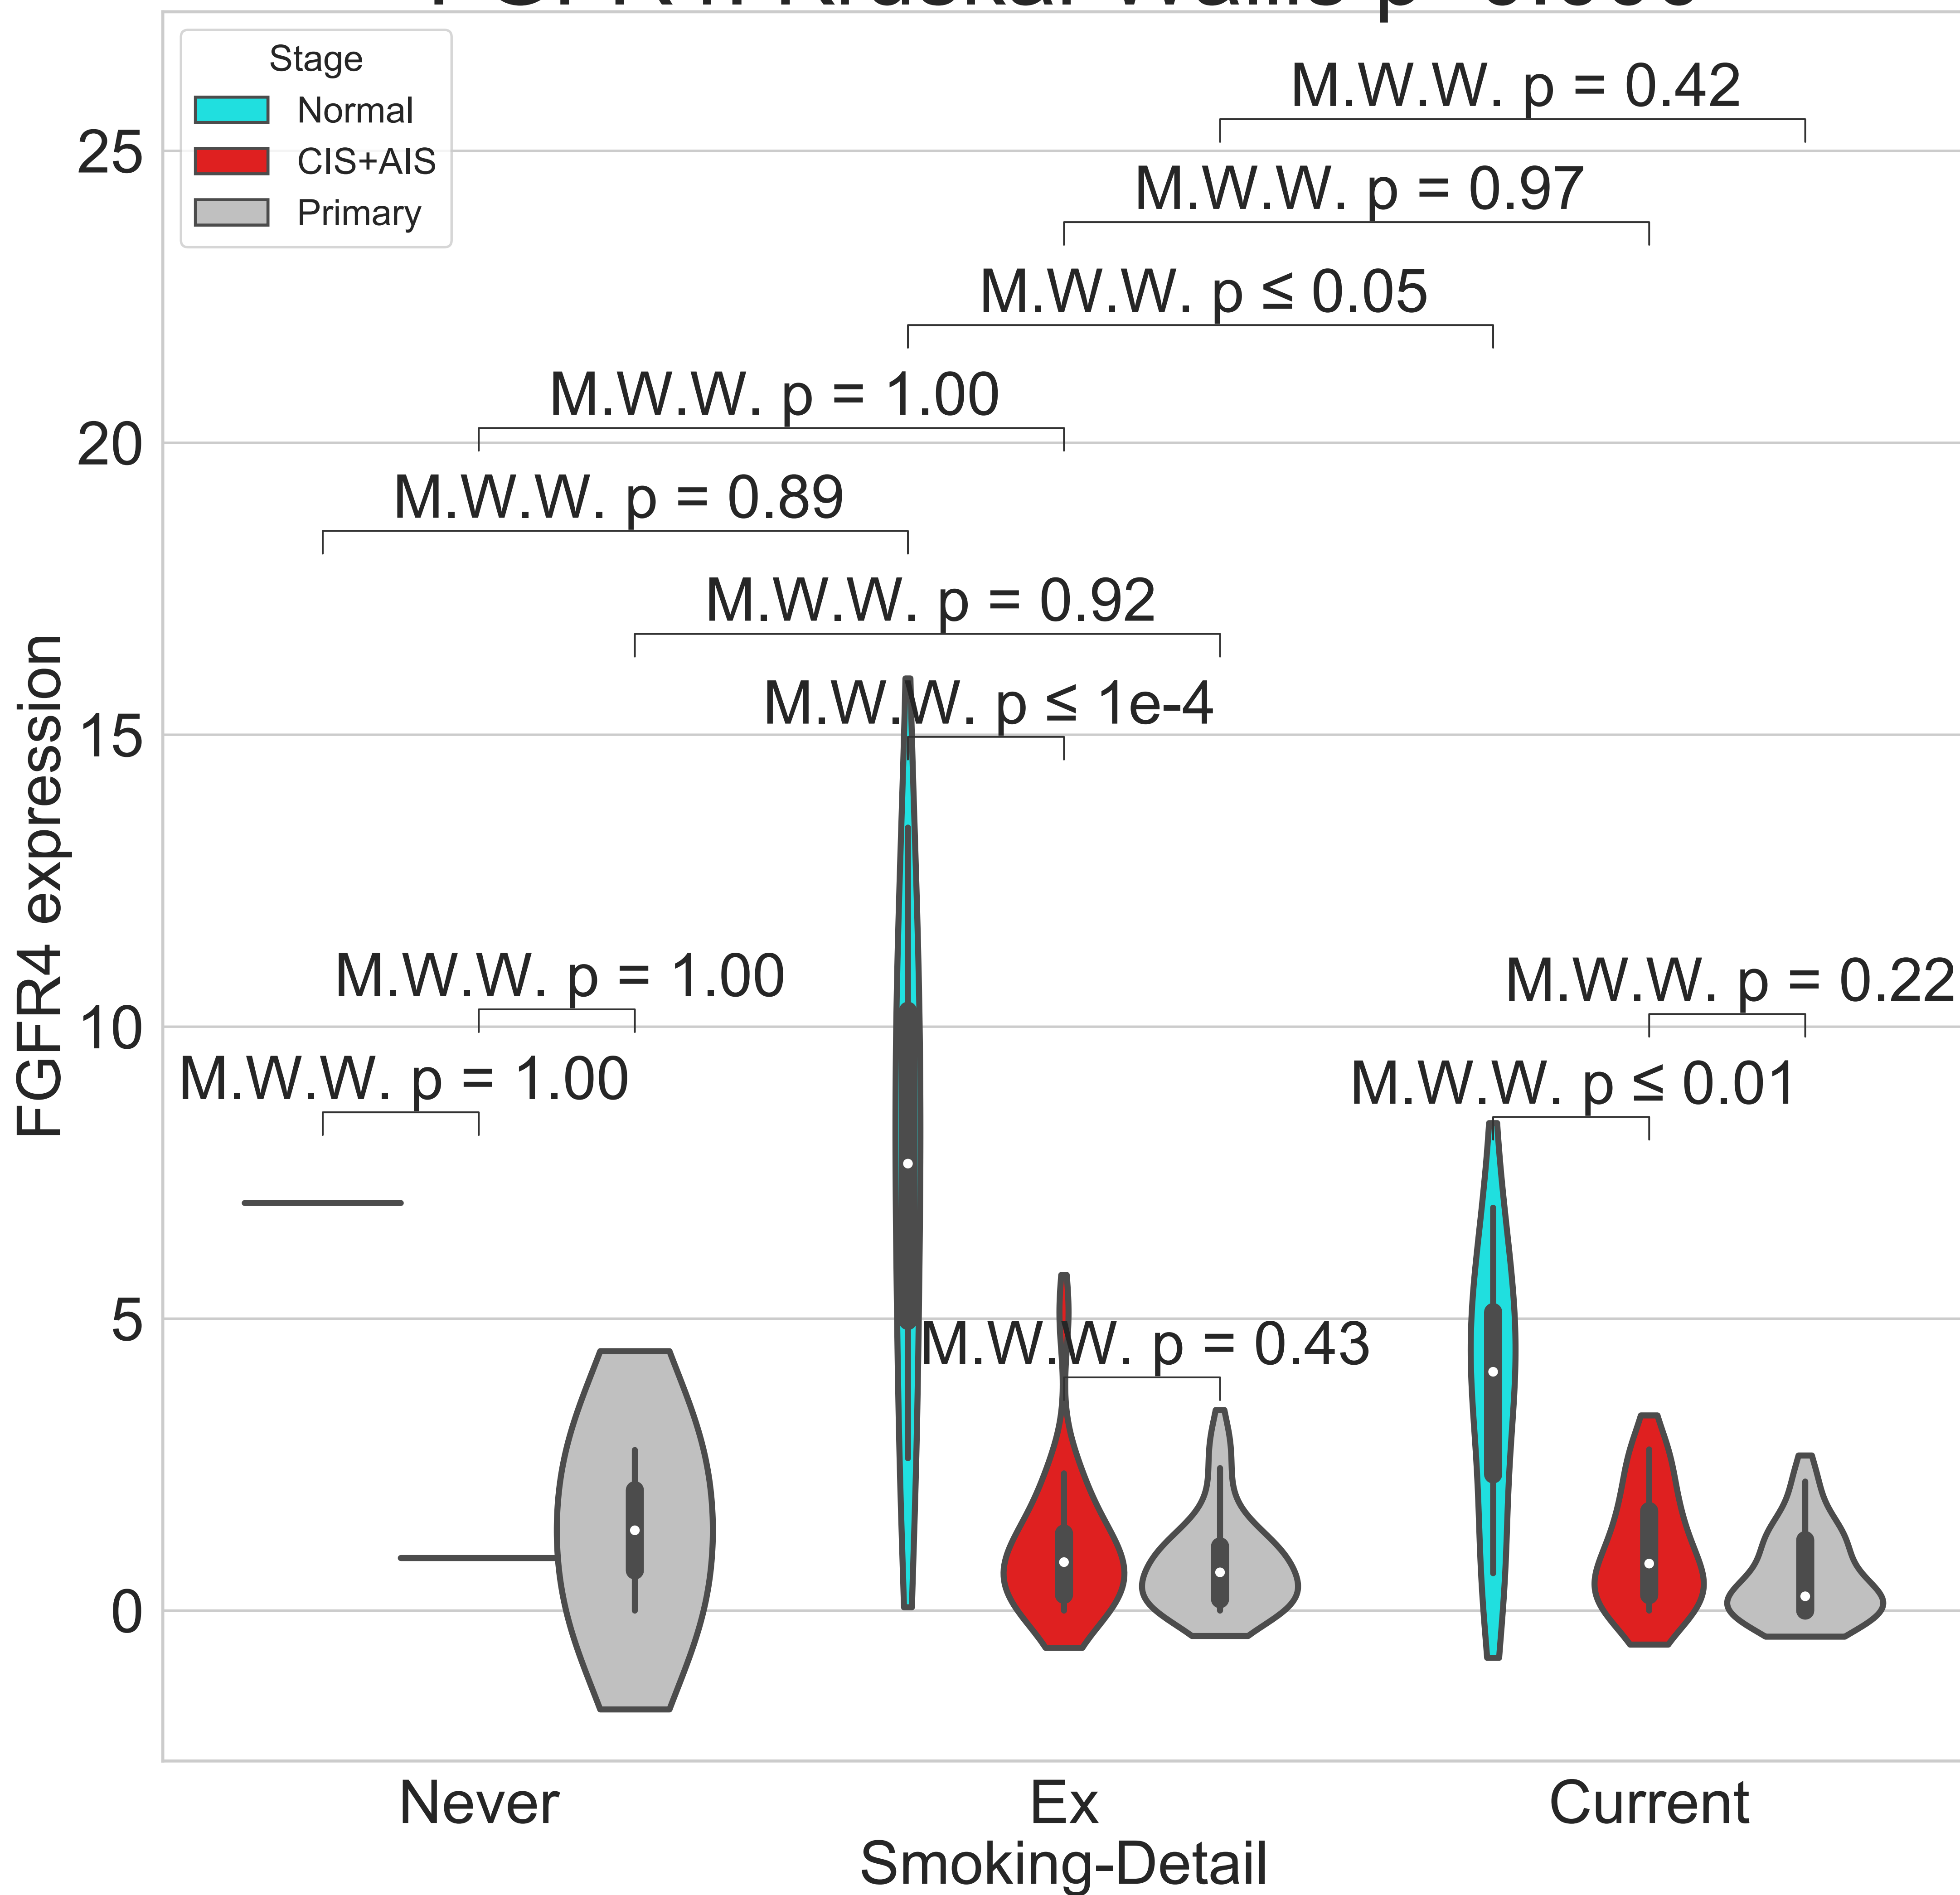 Stage
Normal
CIS+AIS
Primary
M.W.W. p = 0.42
M.W.W. p = 0.97
M.W.W. p ≤ 0.05
M.W.W. p = 1.00
M.W.W. p = 0.89
M.W.W. p = 0.92
M.W.W. p ≤ 1e-4
M.W.W. p = 1.00
M.W.W. p = 0.22
M.W.W. p = 1.00
M.W.W. p ≤ 0.01
M.W.W. p = 0.43
25
20
15
10
5
0
FGFR4 expression
Never
Ex
Current
Smoking-Detail